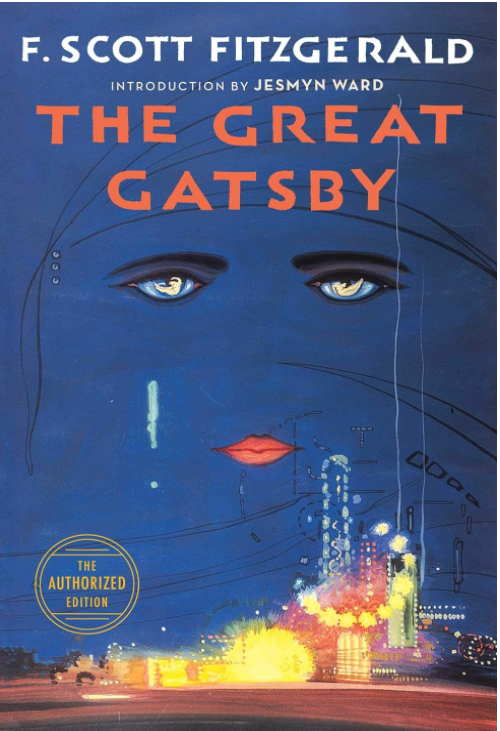 F. SCOTT FITZGERALD
INTRODUCTION BY JESMYN WARD
THE GREAT
GATSBY
THE
AUTHORIZED
EDITION